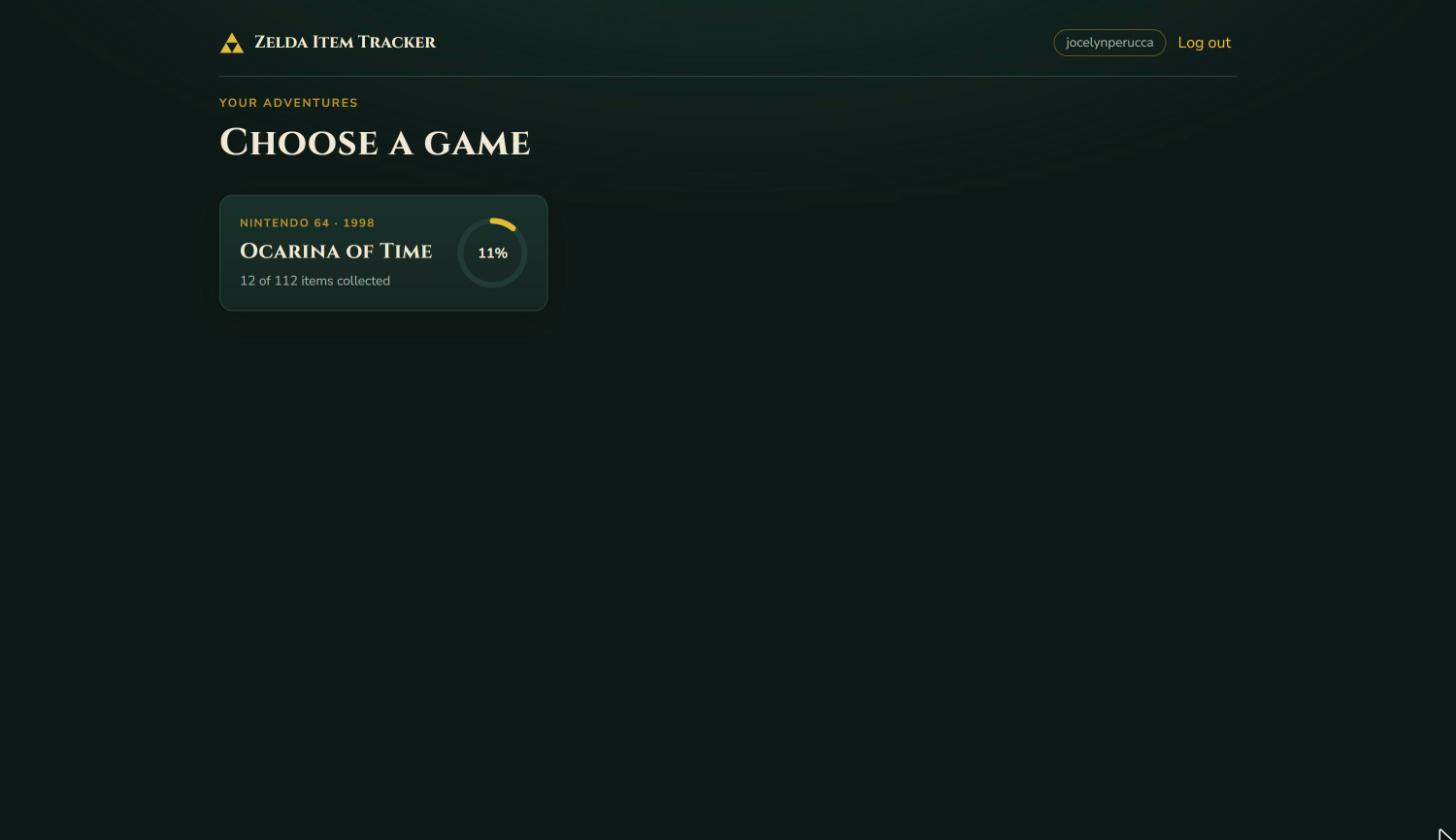 Zelda Item Tracker
jocelynperucca
Log out
YOUR ADVENTURES
Choose a game
NINTENDO 64 · 1998
Ocarina of Time
12 of 112 items collected
11%